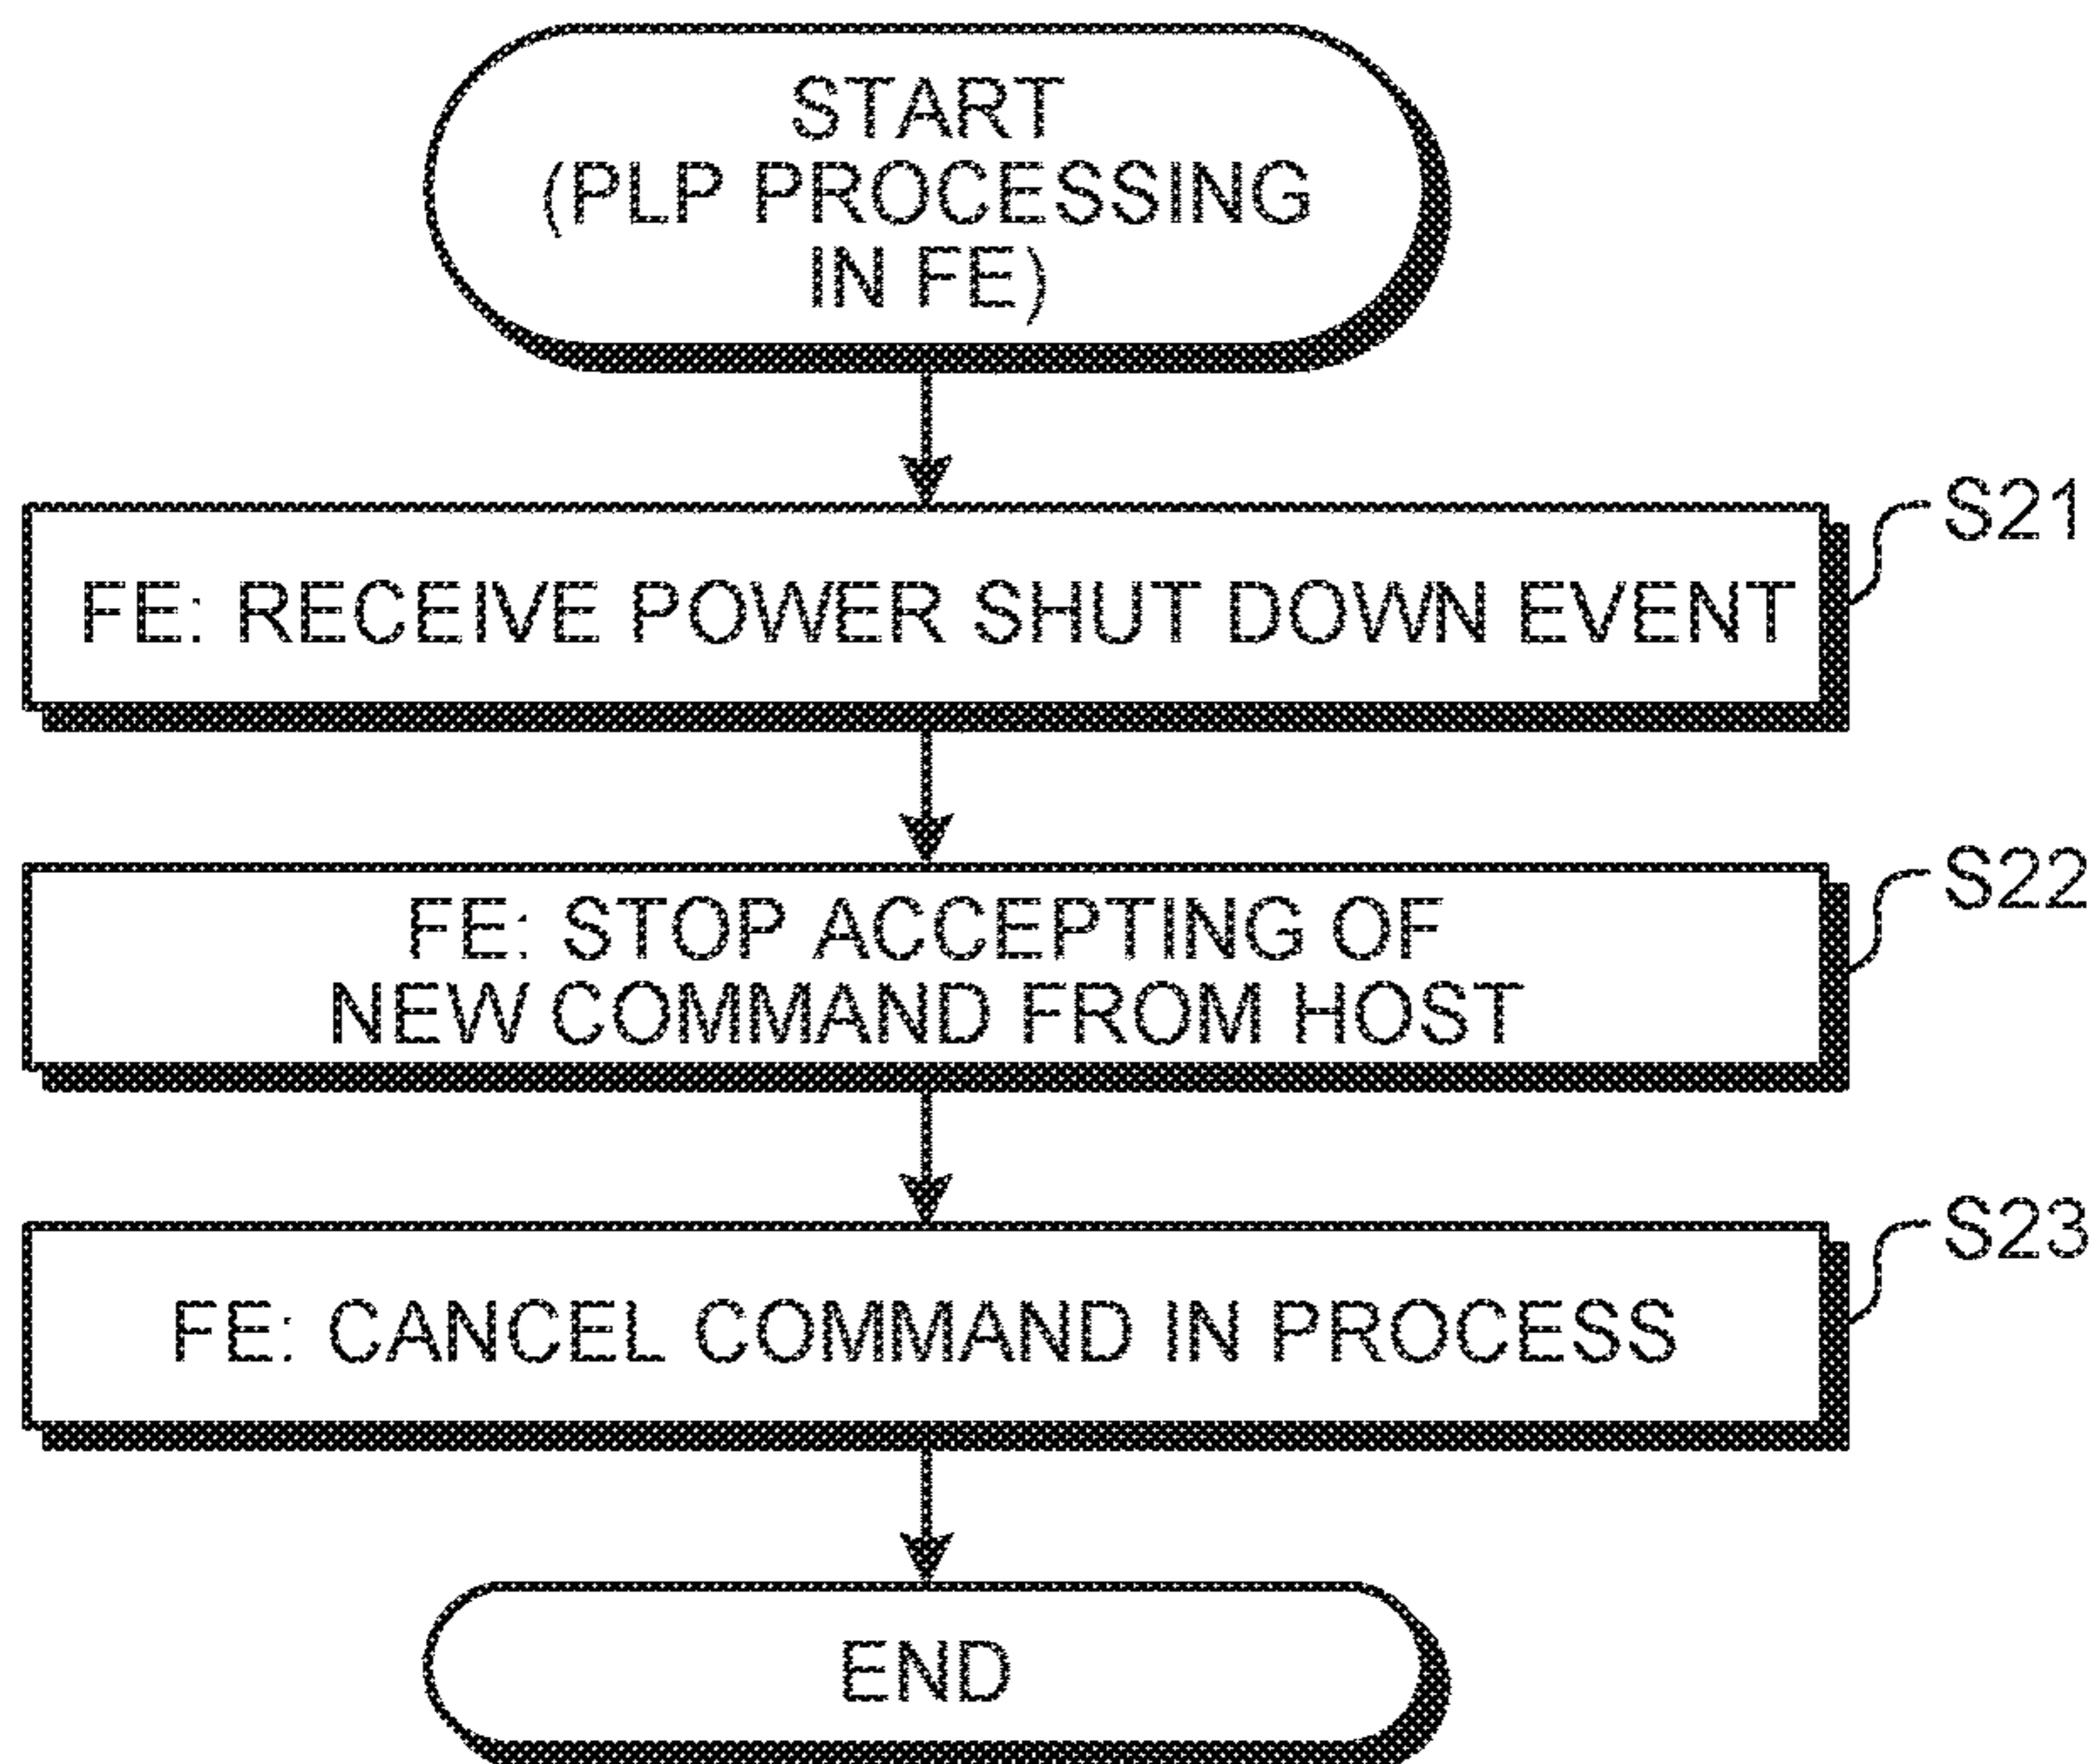 START
(PLP PROCESSING
IN FE)
S21
FE: RECEIVE POWER SHUT DOWN EVENT
S22
FE: STOP ACCEPTING OF
NEW COMMAND FROM HOST
S23
FE: CANCEL COMMAND IN PROCESS
END